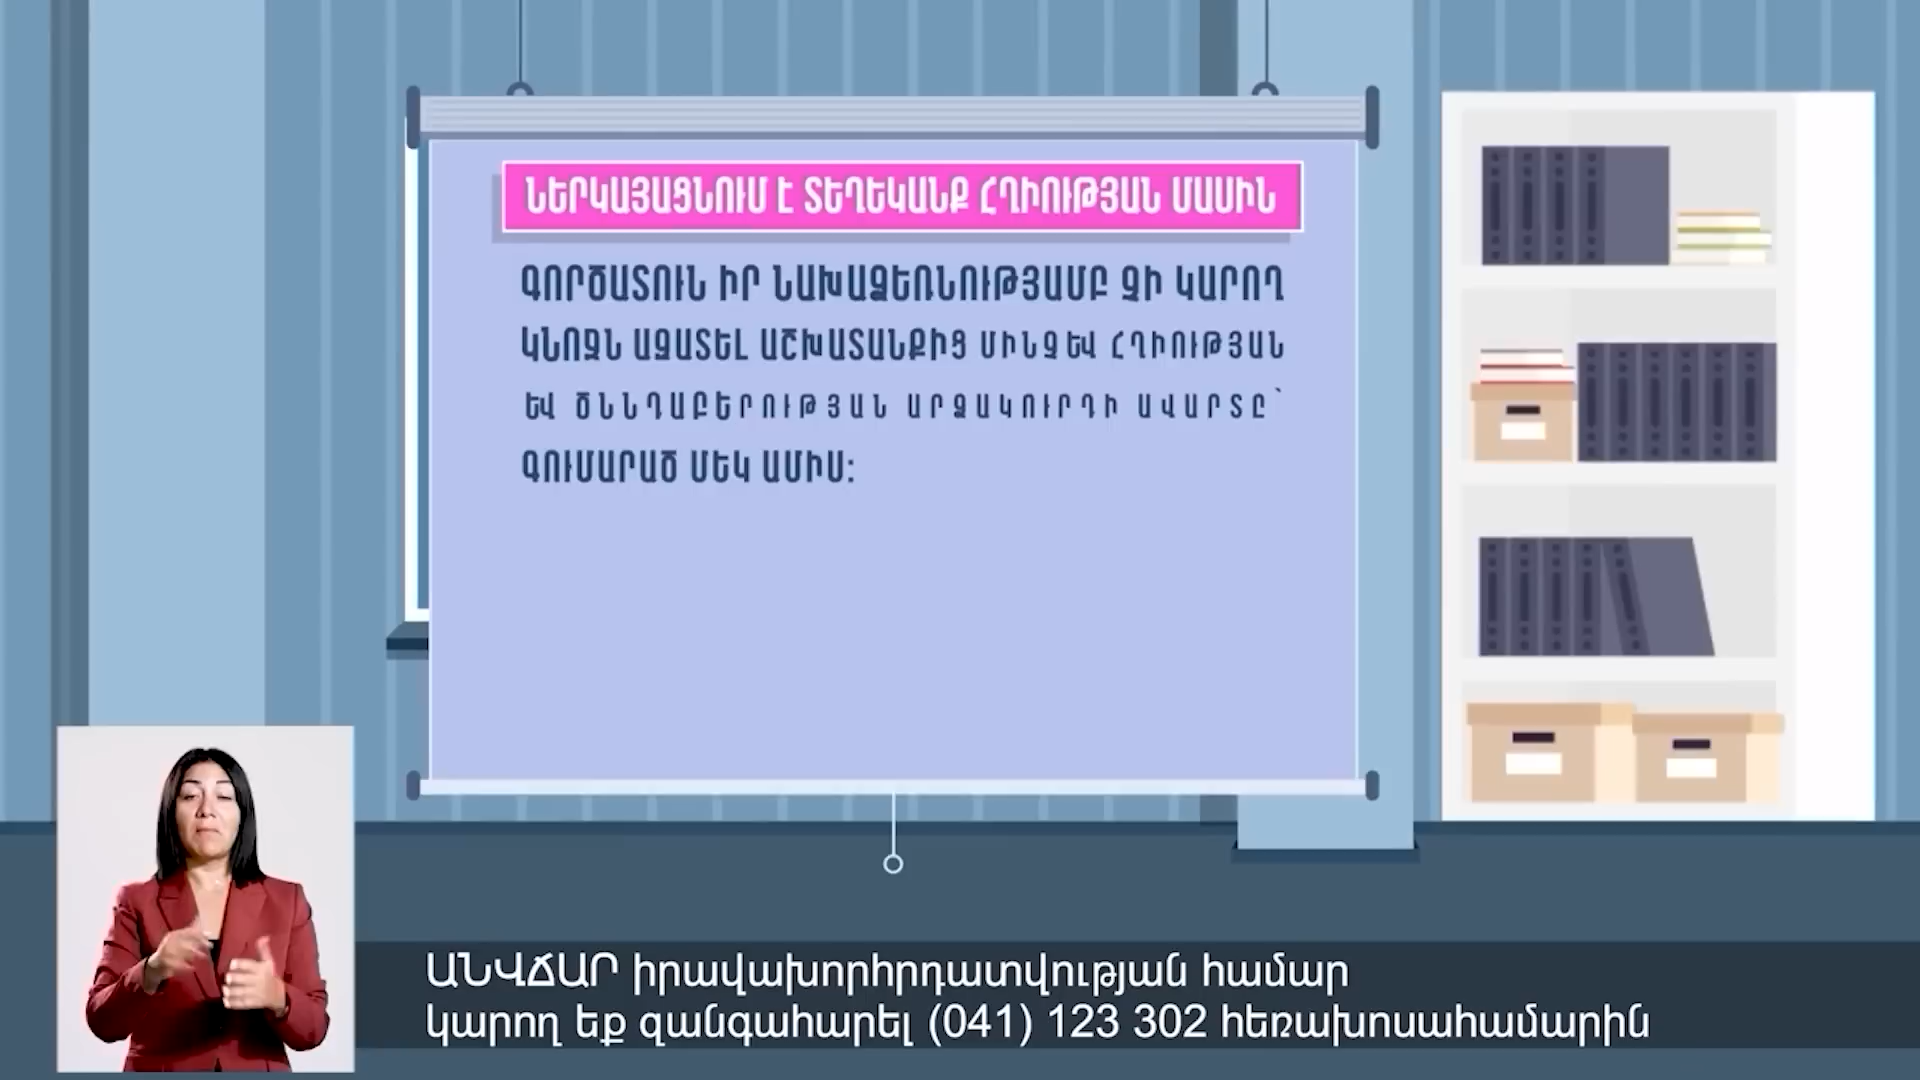 ՆԵՐԿԱՅԱՑՆՈՒՄ Է ՏԵՂԵԿԱՆՔ ՀՂԻՈՒԹՅԱՆ ՄԱՍԻՆ
ԳՈՐԾԱՏՈՒՆ ԻՐ ՆԱԽԱՁԵՌՆՈՒԹՅԱՄԲ ՉԻ ԿԱՐՈՂ
ԿՆՈՋՆ ԱԶԱՏԵԼ ԱՇԽԱՏԱՆՔԻՑ ՄԻՆՉԵՎ ՀՂԻՈՒԹՅԱՆ
ԵՎ ԾՆՆԴԱԲԵՐՈՒԹՅԱՆ ԱՐՁԱԿՈՒՐԴԻ ԱՎԱՐՏԸ՝
ԳՈՒՄԱՐԱԾ ՄԵԿ ԱՄԻՍ։
ԱՆՎՃԱՐ իրավախորհրդատվության համար
կարող եք զանգահարել (041) 123 302 հեռախոսահամարին